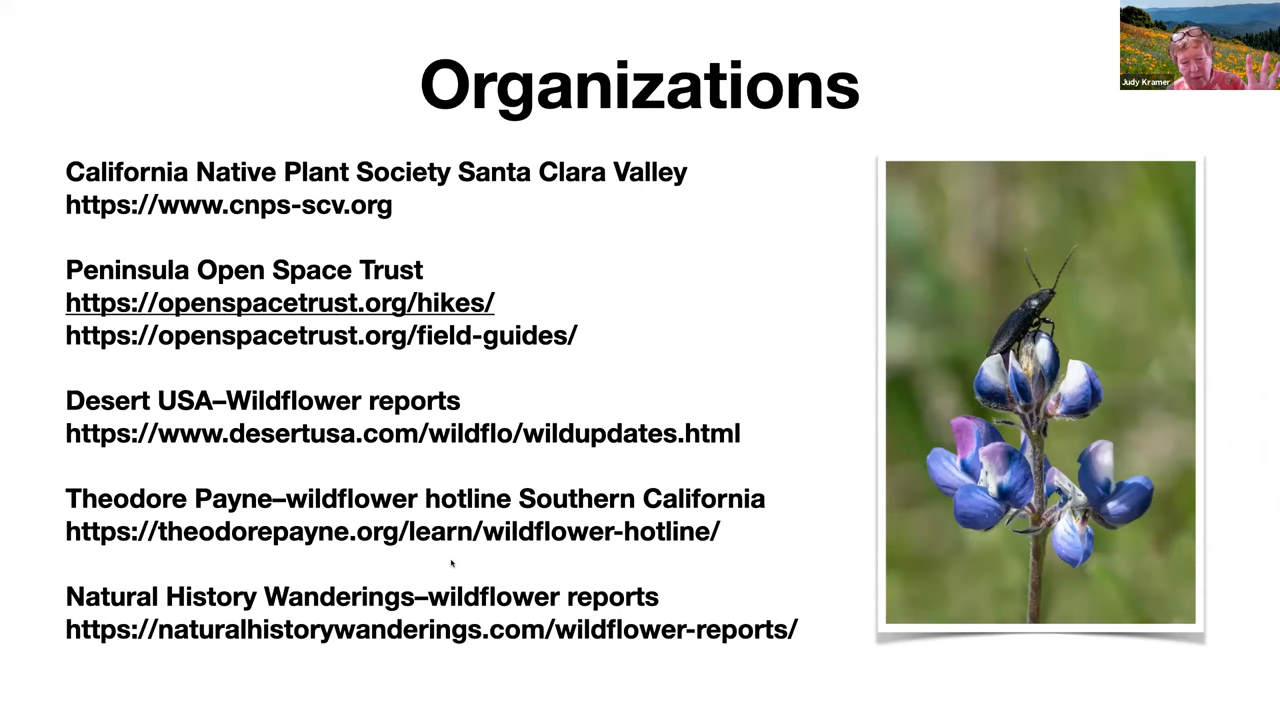 Organizations
Judy Kramer
California Native Plant Society Santa Clara Valley
https://www.cnps-scv.org
Peninsula Open Space Trust
https://openspacetrust.org/hikes/
https://openspacetrust.org/field-guides/
Desert USA–Wildflower reports
https://www.desertusa.com/wildflo/wildupdates.html
Theodore Payne–wildflower hotline Southern California
https://theodorepayne.org/learn/wildflower-hotline/
Natural History Wanderings–wildflower reports
https://naturalhistorywanderings.com/wildflower-reports/